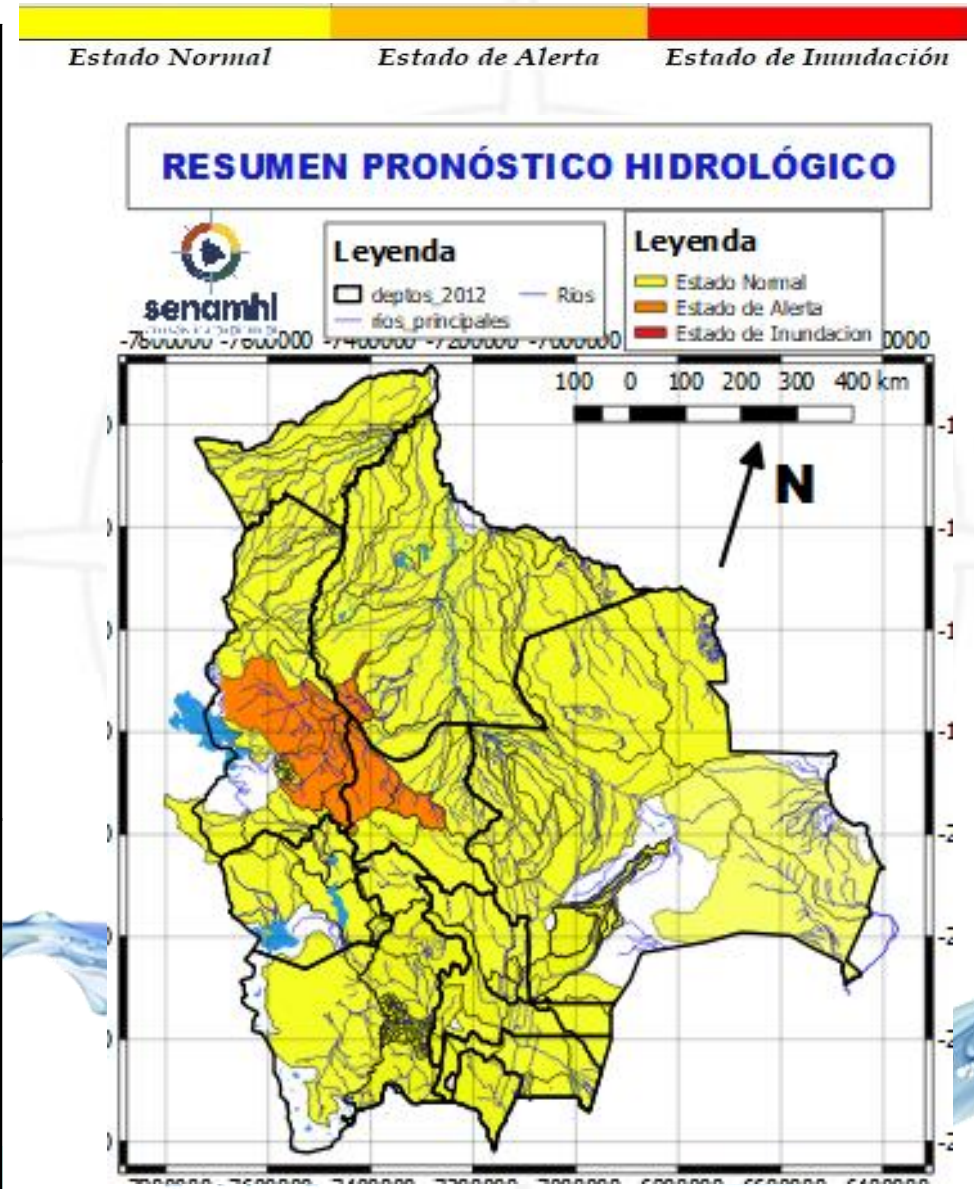 Estado Normal
Estado de Alerta
Estado de Inundación
RESUMEN PRONÓSTICO HIDROLÓGICO
senamhi
Leyenda
deptos_2012
Rios
rios_principales
Leyenda
Estado Normal
Estado de Alerta
Estado de Inundacion
100 0 100 200 300 400 km
N